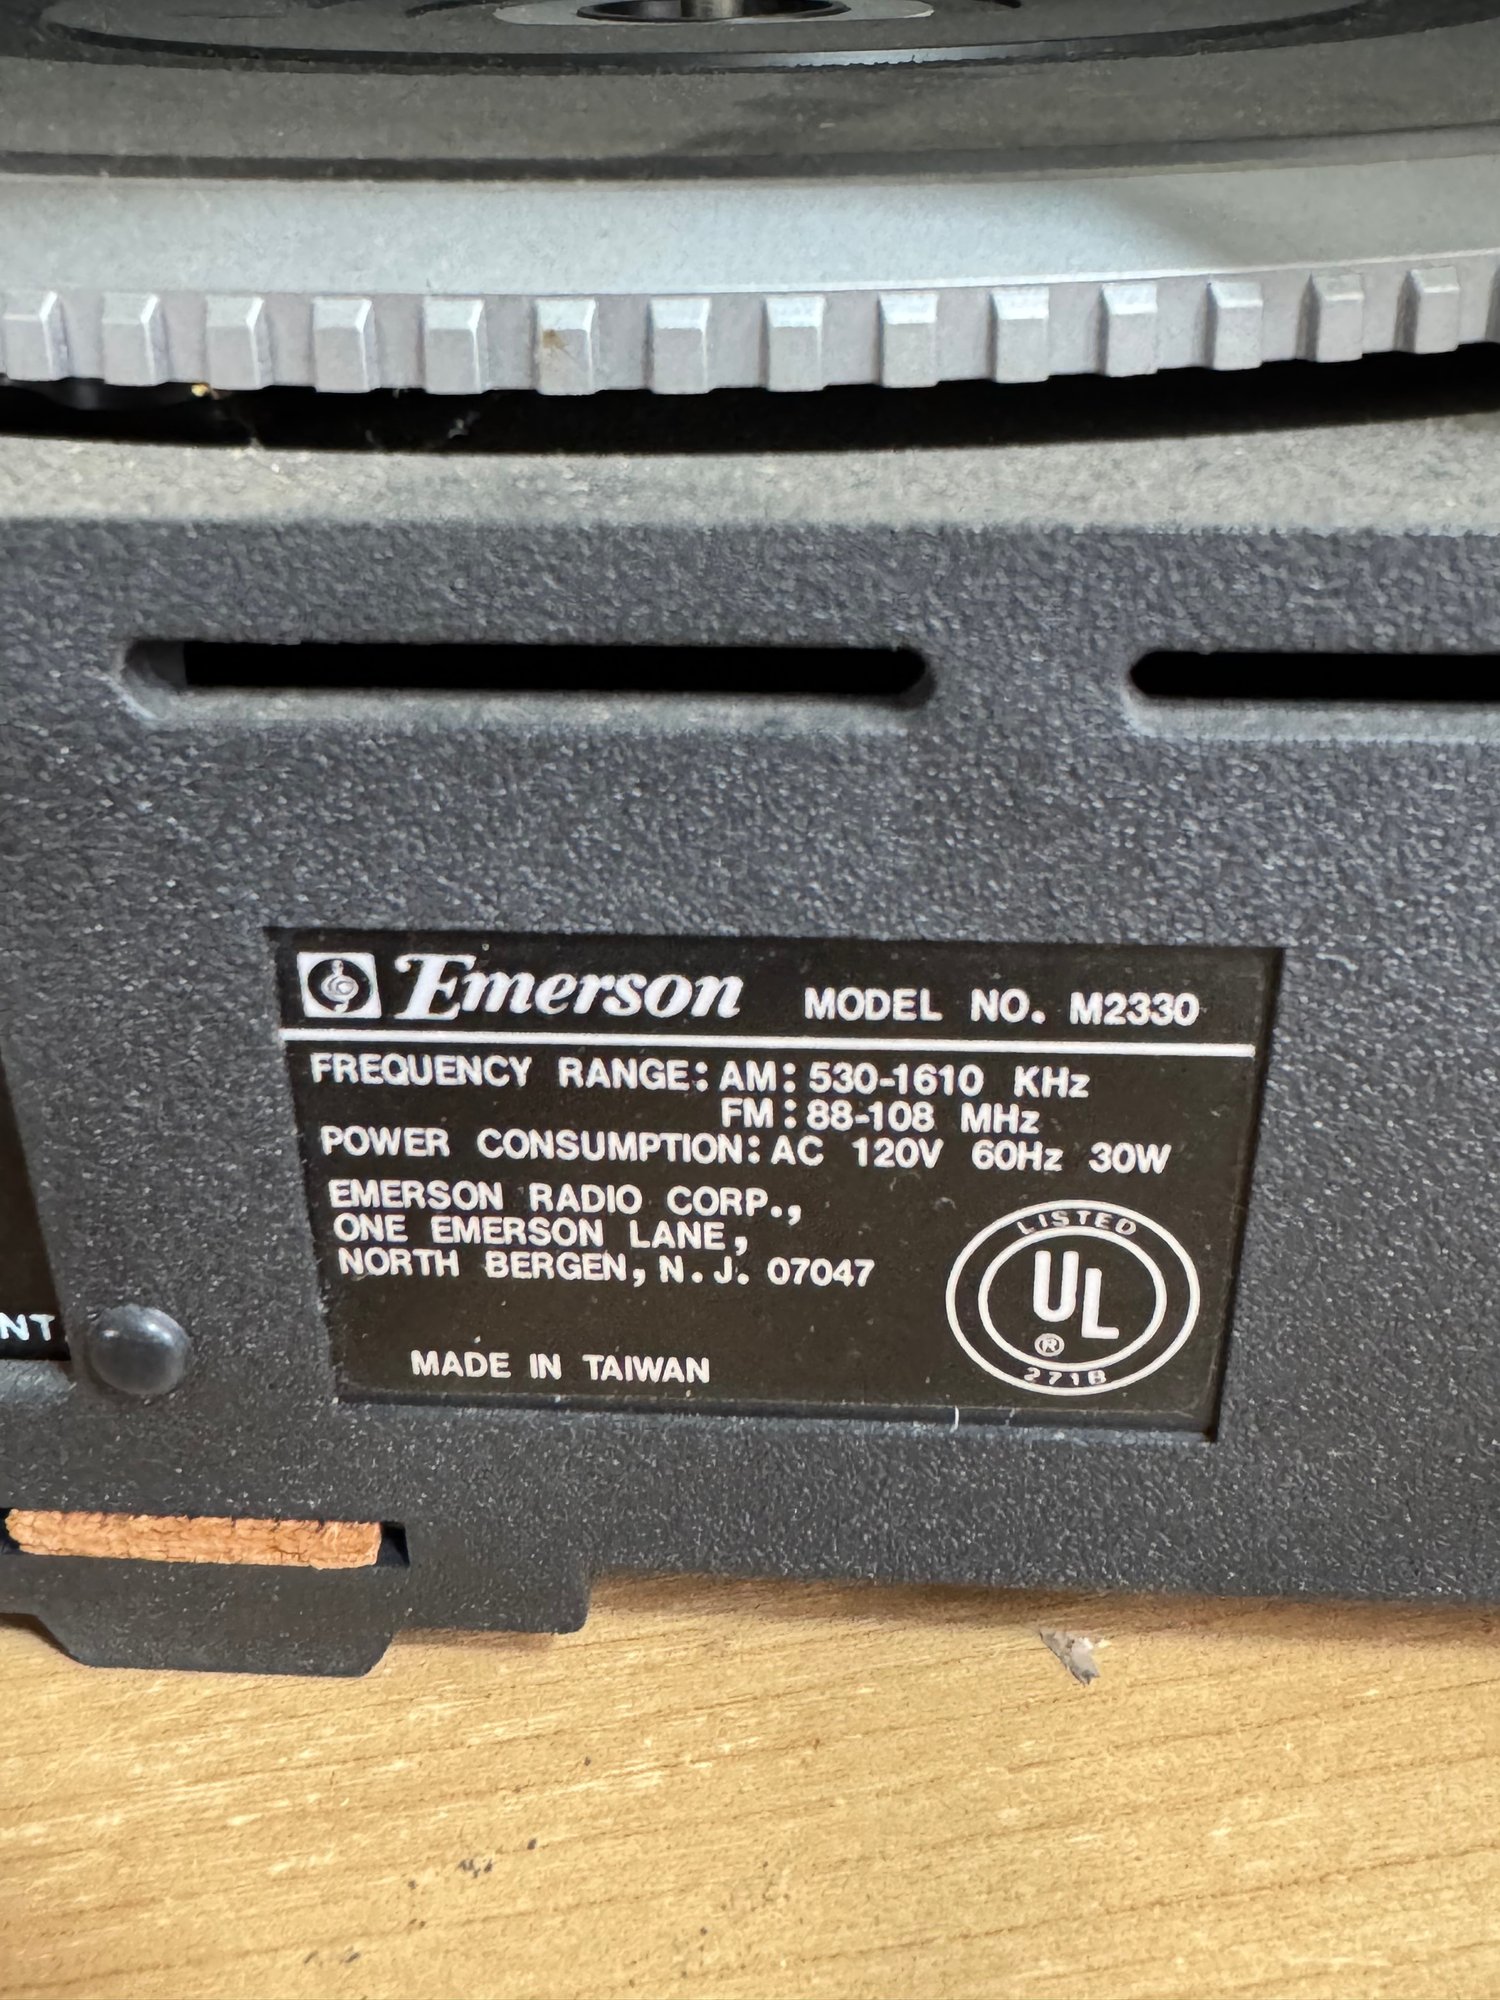 Emerson MODEL NO. M2330
FREQUENCY RANGE: AM: 530-1610 KHz
FM: 88-108 MHz
POWER CONSUMPTION: AC 120V 60Hz 30W
EMERSON RADIO CORP.,
ONE EMERSON LANE,
NORTH BERGEN, N.J. 07047
LISTED
UL
®
271B
MADE IN TAIWAN
NT